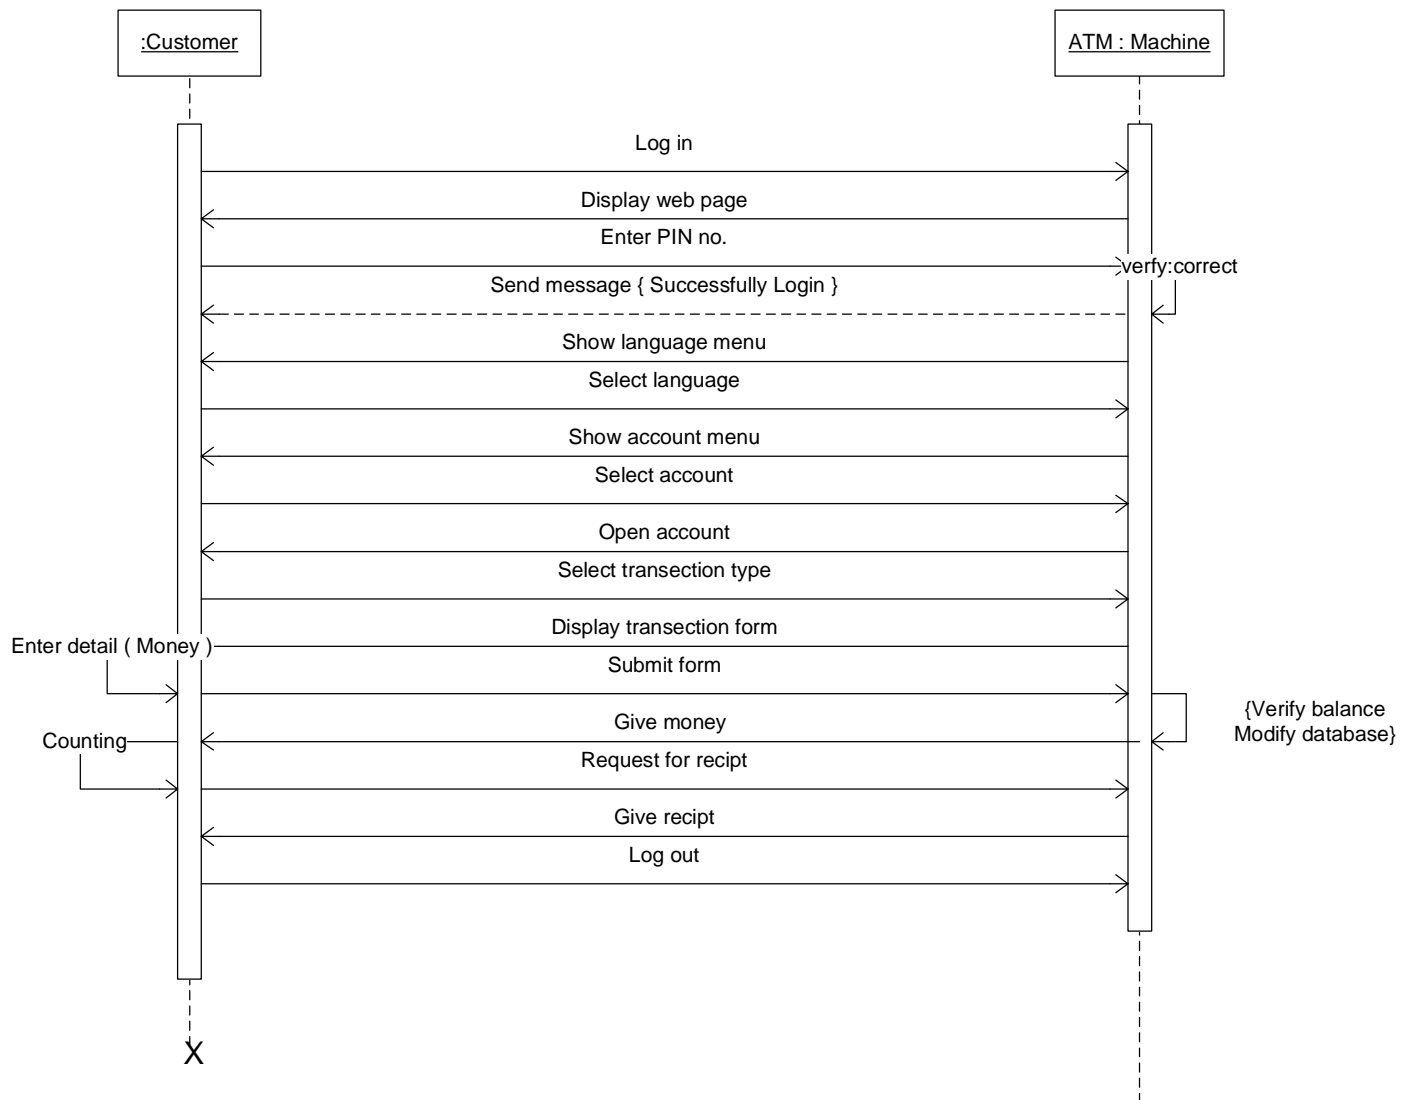 :Customer
ATM : Machine
Log in
Display web page
Enter PIN no.
verfy:correct
Send message { Successfully Login }
Show language menu
Select language
Show account menu
Select account
Open account
Select transection type
Display transection form
Enter detail ( Money )
Submit form
{Verify balance
Modify database}
Give money
Counting
Request for recipt
Give recipt
Log out
X